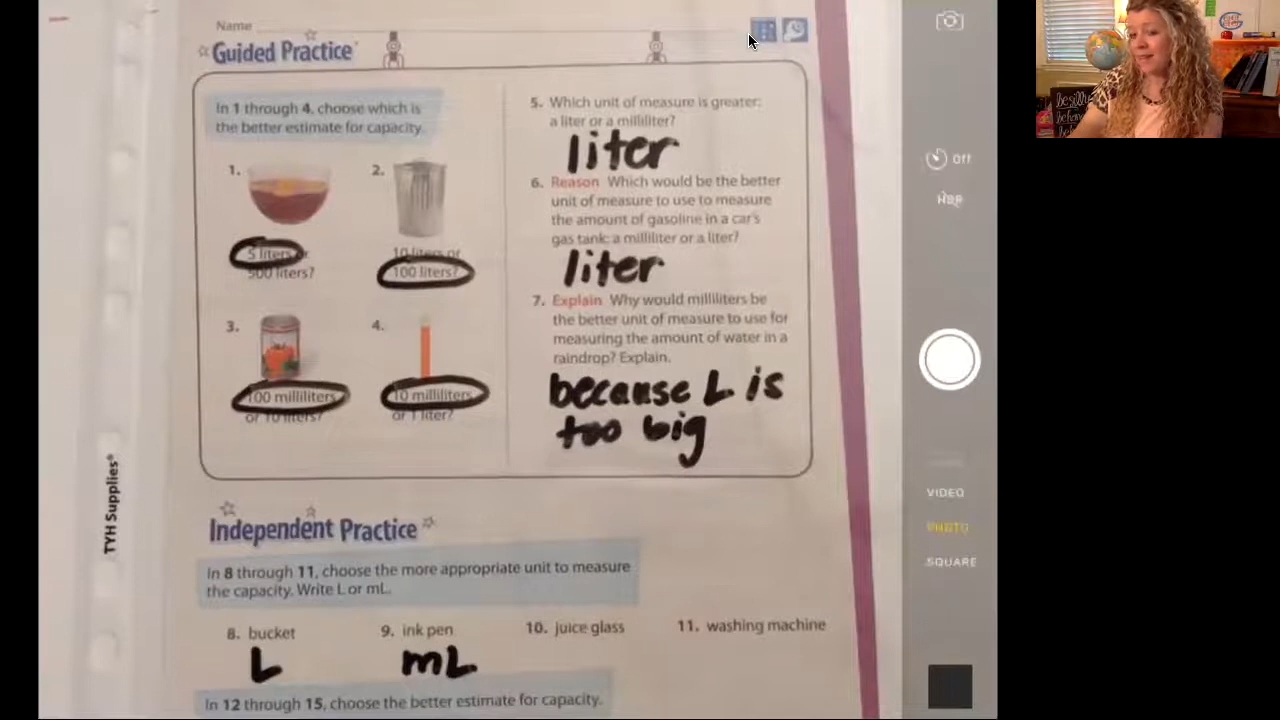 Name
Guided Practice
In 1 through 4, choose which is
the better estimate for capacity.
1.
5 liters or
500 liters?
2.
10 liters or
100 liters?
3.
100 milliliters
or 10 liters?
4.
10 milliliters
or 1 liter?
5. Which unit of measure is greater:
a liter or a milliliter?
liter
6. Reason Which would be the better
unit of measure to use to measure
the amount of gasoline in a car's
gas tank: a milliliter or a liter?
liter
7. Explain Why would milliliters be
the better unit of measure to use for
measuring the amount of water in a
raindrop? Explain.
because L is
too big
TYH Supplies®
Independent Practice
In 8 through 11, choose the more appropriate unit to measure
the capacity. Write L or mL.
8. bucket
L
9. ink pen
mL
10. juice glass
11. washing machine
In 12 through 15, choose the better estimate for capacity.
Off
VIDEO
PHOTO
SQUARE